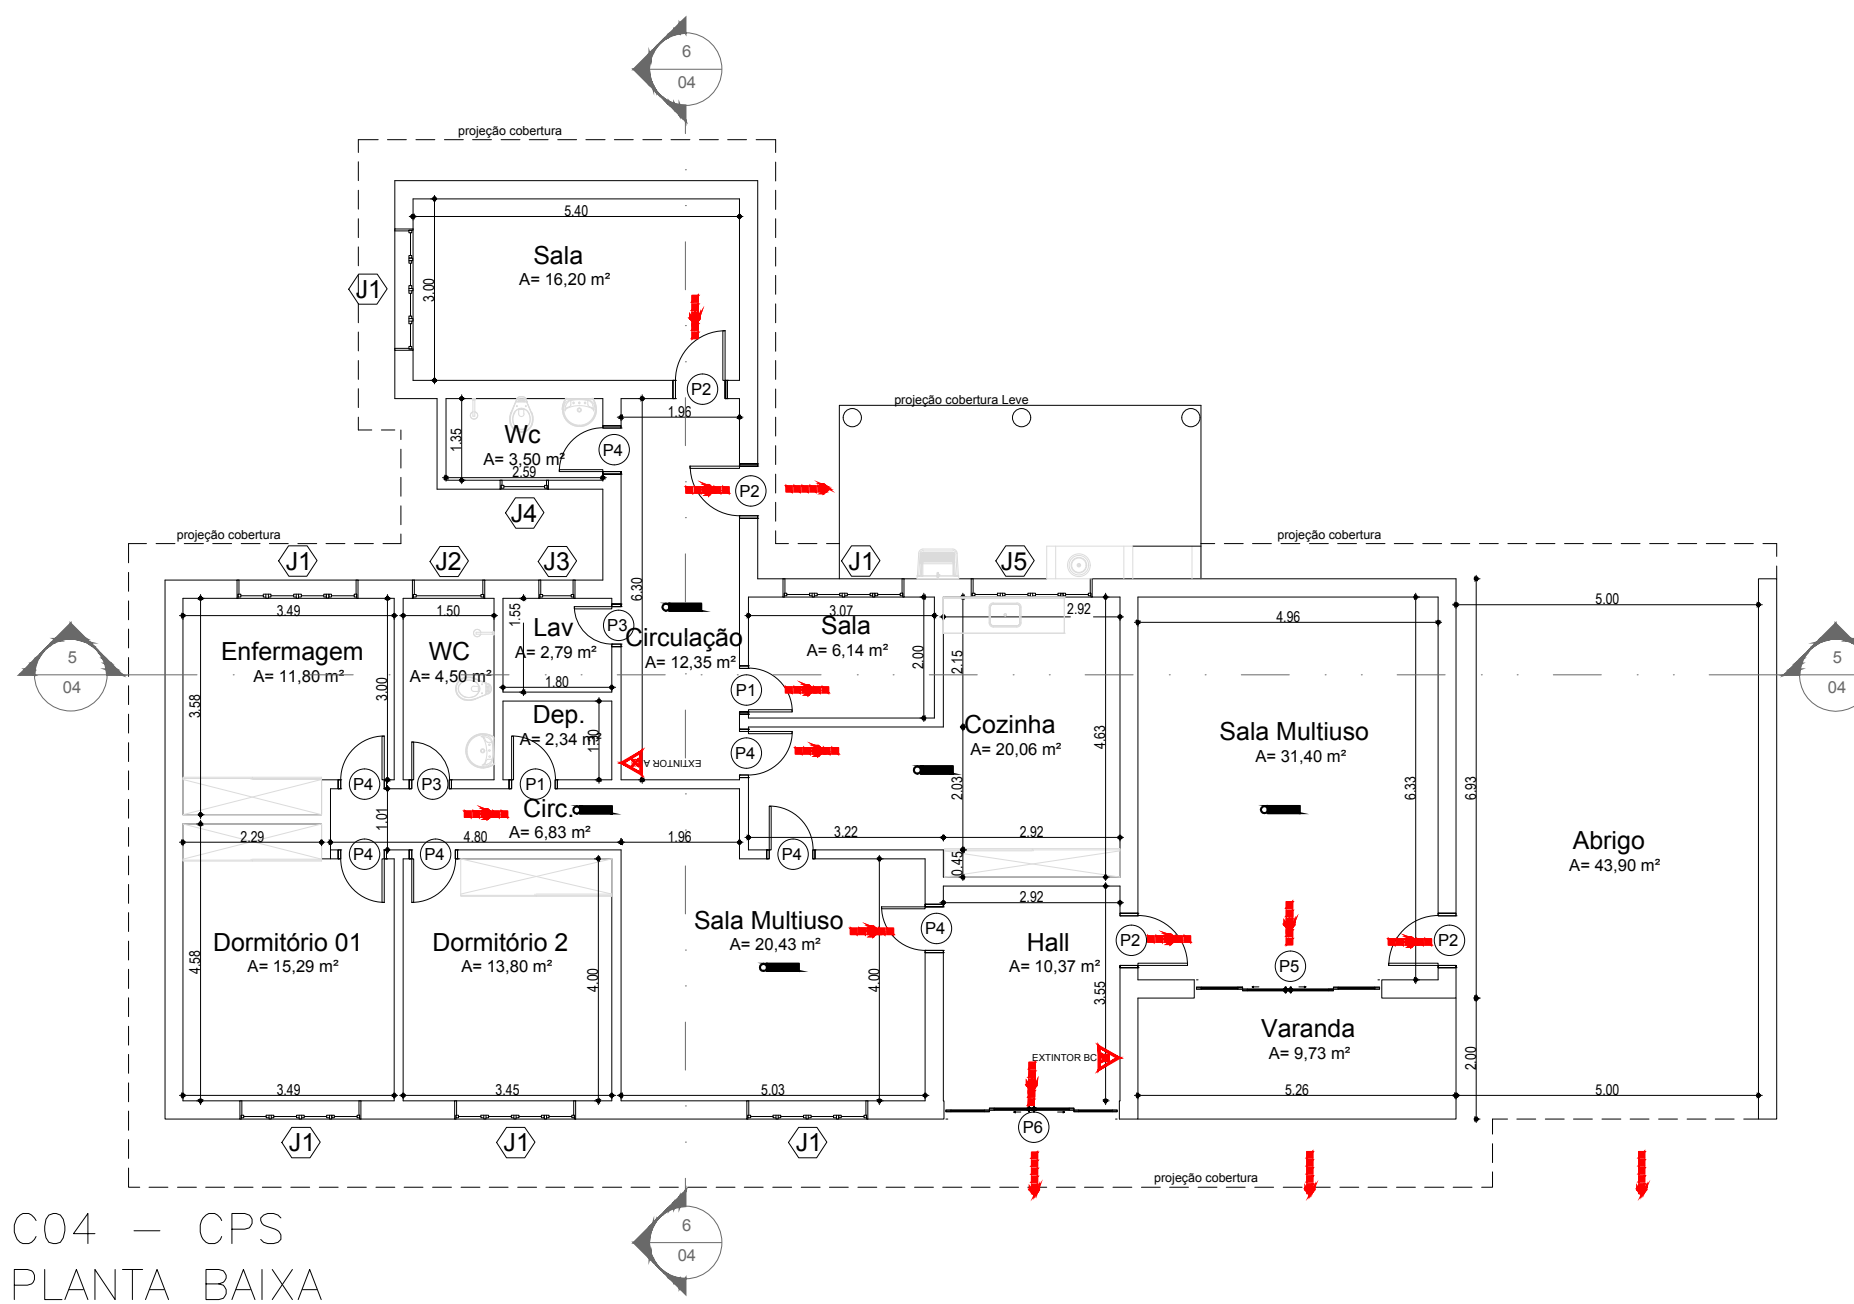 6
04
projeção cobertura
5.40
Sala
A= 16,20 m²
3.00
J1
P2
1.96
projeção cobertura Leve
Wc
A= 3,50 m²
1.35
2.59
P4
P2
J4
projeção cobertura
projeção cobertura
J1
J2
J3
J1
J5
6.30
3.49
1.50
1.55
3.07
2.92
4.96
5.00
Lav
A= 2,79 m²
P3
Circulação
A= 12,35 m²
Sala
A= 6,14 m²
2.00
2.15
5
04
Enfermagem
A= 11,80 m²
3.58
3.00
WC
A= 4,50 m²
1.80
P1
5
04
Dep.
A= 2,34 m²
1.30
EXTINTOR A
P4
Cozinha
A= 20,06 m²
4.63
Sala Multiuso
A= 31,40 m²
6.33
6.93
P4
P3
P1
2.03
Circ.
A= 6,83 m²
1.01
2.29
4.80
1.96
3.22
2.92
Abrigo
A= 43,90 m²
P4
P4
P4
0.45
2.92
Dormitório 01
A= 15,29 m²
4.58
Dormitório 2
A= 13,80 m²
4.00
Sala Multiuso
A= 20,43 m²
4.00
P4
Hall
A= 10,37 m²
3.55
P2
P5
P2
Varanda
A= 9,73 m²
2.00
EXTINTOR BC
3.49
3.45
5.03
5.26
5.00
J1
J1
J1
P6
projeção cobertura
6
04
C04 - CPS
PLANTA BAIXA